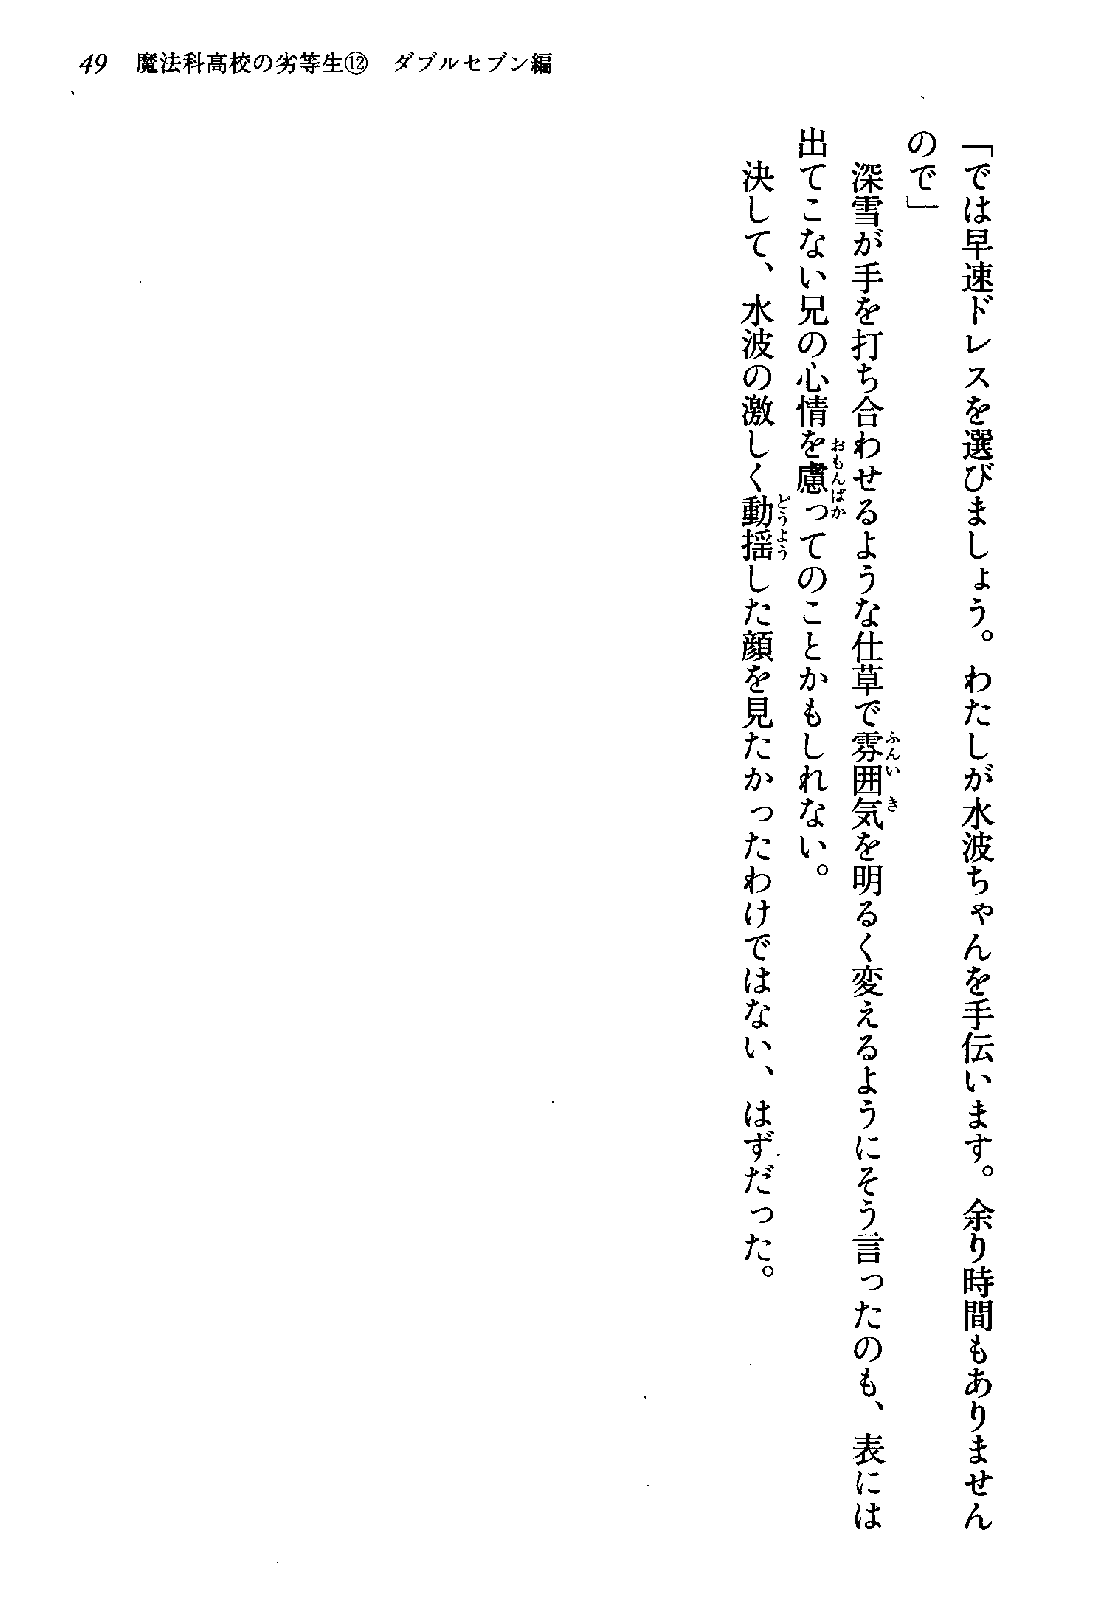 49 魔法科高校の劣等生⑫ ダブルセブン編
「では早速ドレスを選びましょう。わたしが水波ちゃんを手伝います。余り時間もありません
ので」
深雪が手を打ち合わせるような仕草で雰囲気を明るく変えるようにそう言ったのも、表には
出てこない兄の心情を慮ってのことかもしれない。
決して、水波の激しく動揺した顔を見たかったわけではない、はずだった。